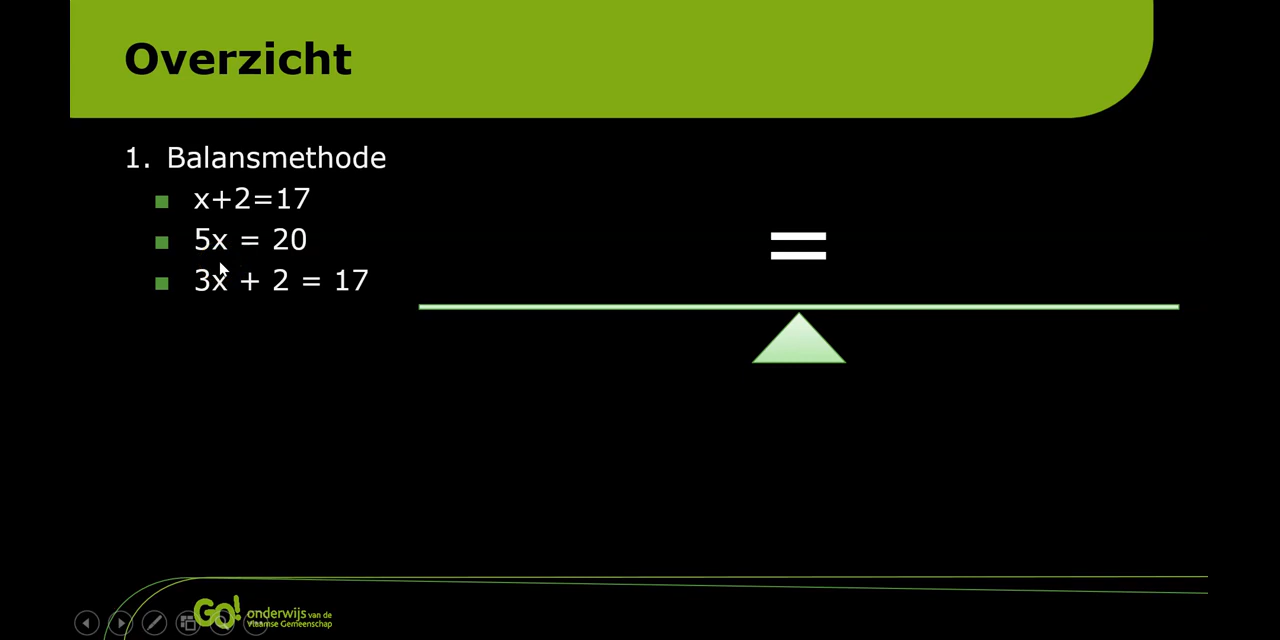 Overzicht
1. Balansmethode
x+2=17
5x = 20
3x + 2 = 17
=
GO! onderwijs van de
Vlaamse Gemeenschap